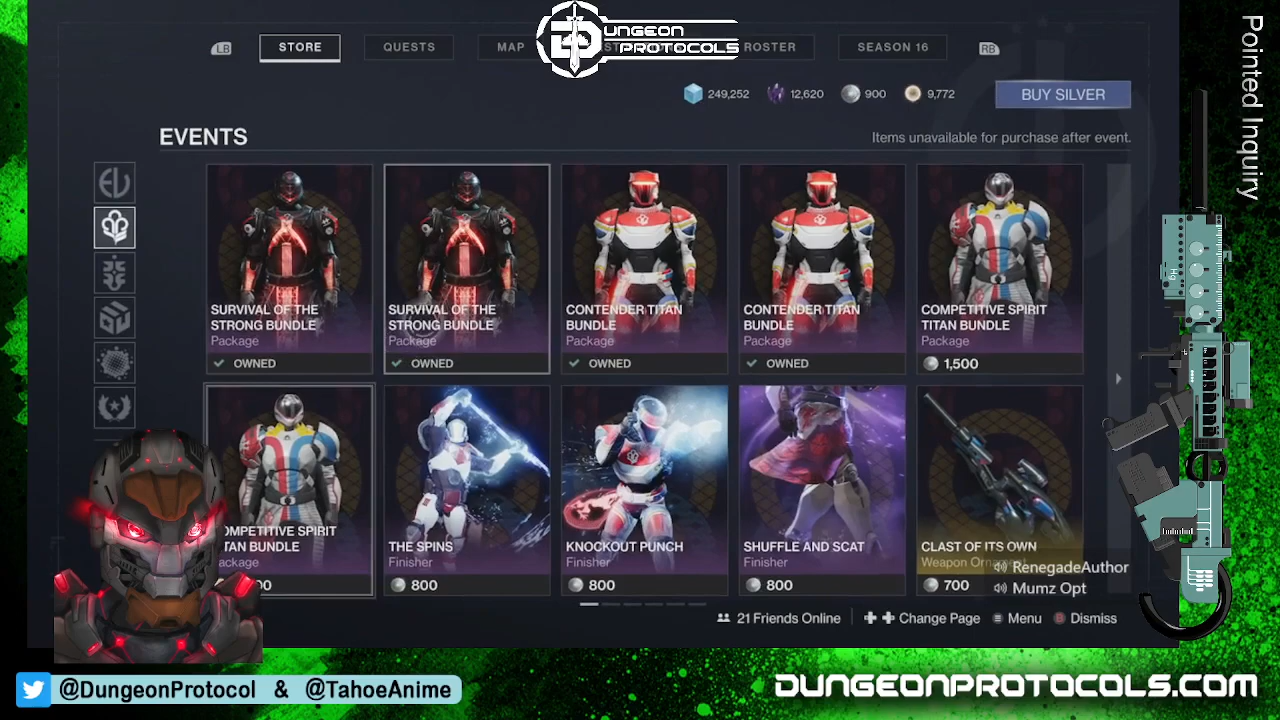 DUNGEON
PROTOCOLS
LB
STORE
QUESTS
MAP
ROSTER
SEASON 16
RB
249,252
12,620
900
9,772
BUY SILVER
EVENTS
Items unavailable for purchase after event.
SURVIVAL OF THE
STRONG BUNDLE
Package
OWNED
SURVIVAL OF THE
STRONG BUNDLE
Package
OWNED
CONTENDER TITAN
BUNDLE
Package
OWNED
CONTENDER TITAN
BUNDLE
Package
OWNED
COMPETITIVE SPIRIT
TITAN BUNDLE
Package
1,500
OMPETITIVE SPIRIT
TAN BUNDLE
ackage
00
THE SPINS
Finisher
800
KNOCKOUT PUNCH
Finisher
800
SHUFFLE AND SCAT
Finisher
800
CLAST OF ITS OWN
Weapon Orna
700
RenegadeAuthor
Mumz Opt
21 Friends Online
Change Page
Menu
B Dismiss
Pointed Inquiry
Hg
@DungeonProtocol & @TahoeAnime
DUNGEONPROTOCOLS.COM